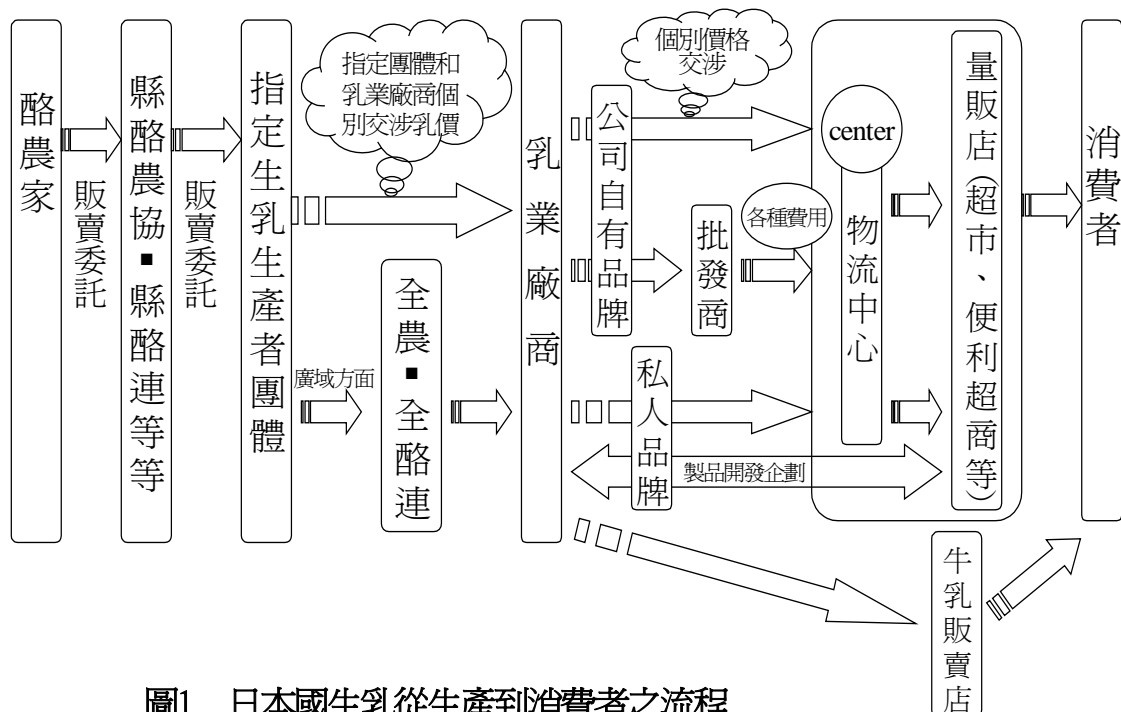 酪農家
販賣委託
縣酪農協▪縣酪連等等
販賣委託
指定生乳生產者團體
指定團體和
乳業廠商個
別交涉乳價
廣域方面
全農▪全酪連
乳業廠商
公司自有品牌
個別價格
交涉
批發商
各種費用
私人品牌
製品開發企劃
center
物流中心
量販店(超市、便利超商等)
牛乳販賣店
消費者
圖1 日本國生乳從生產到消費者之流程